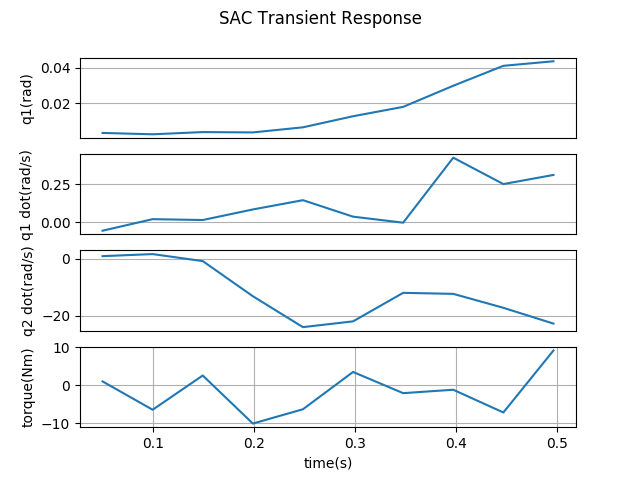 SAC Transient Response
q1(rad)
0.04
0.02
q1 dot(rad/s)
0.25
0.00
q2 dot(rad/s)
0
−20
torque(Nm)
10
0
−10
0.1 0.2 0.3 0.4 0.5
time(s)